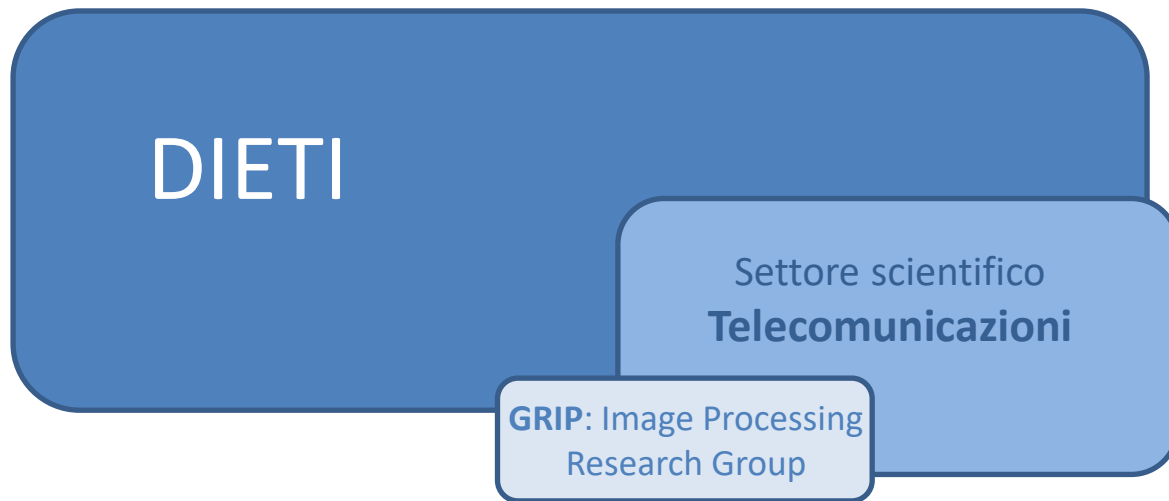 DIETI
Settore scientifico
Telecomunicazioni
GRIP: Image Processing
Research Group